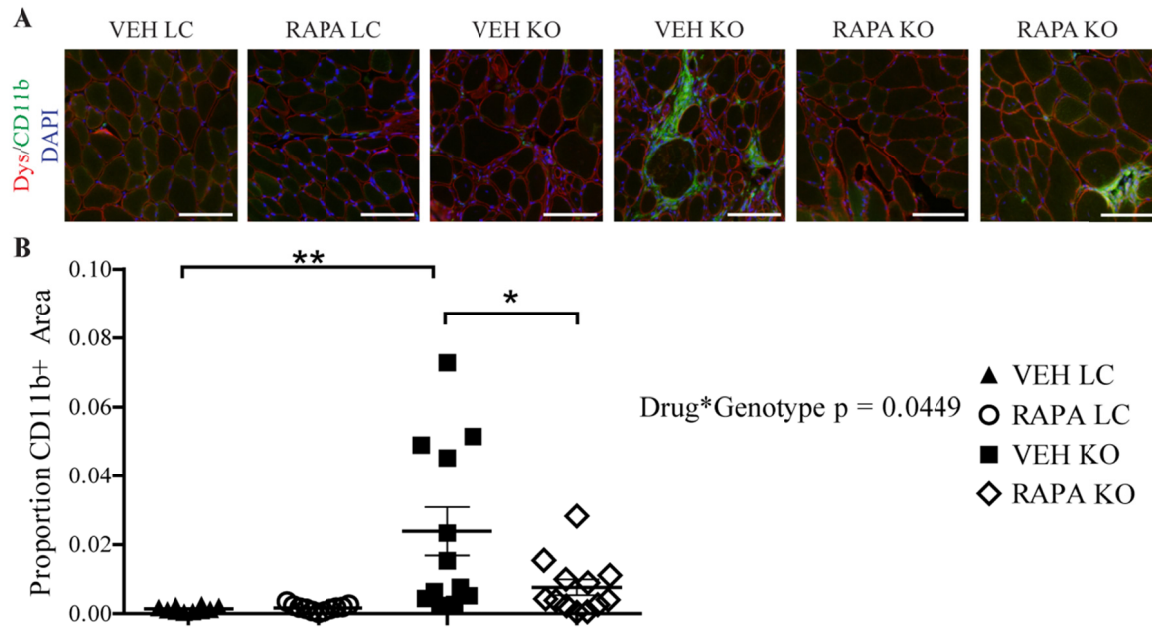 A
VEH LC RAPA LC VEH KO VEH KO RAPA KO RAPA KO
Dys/CD11b
DAPI
B
** 
*
Proportion CD11b+ Area
0.10
0.08
0.06
0.04
0.02
0.00
Drug*Genotype p = 0.0449
VEH LC
RAPA LC
VEH KO
RAPA KO